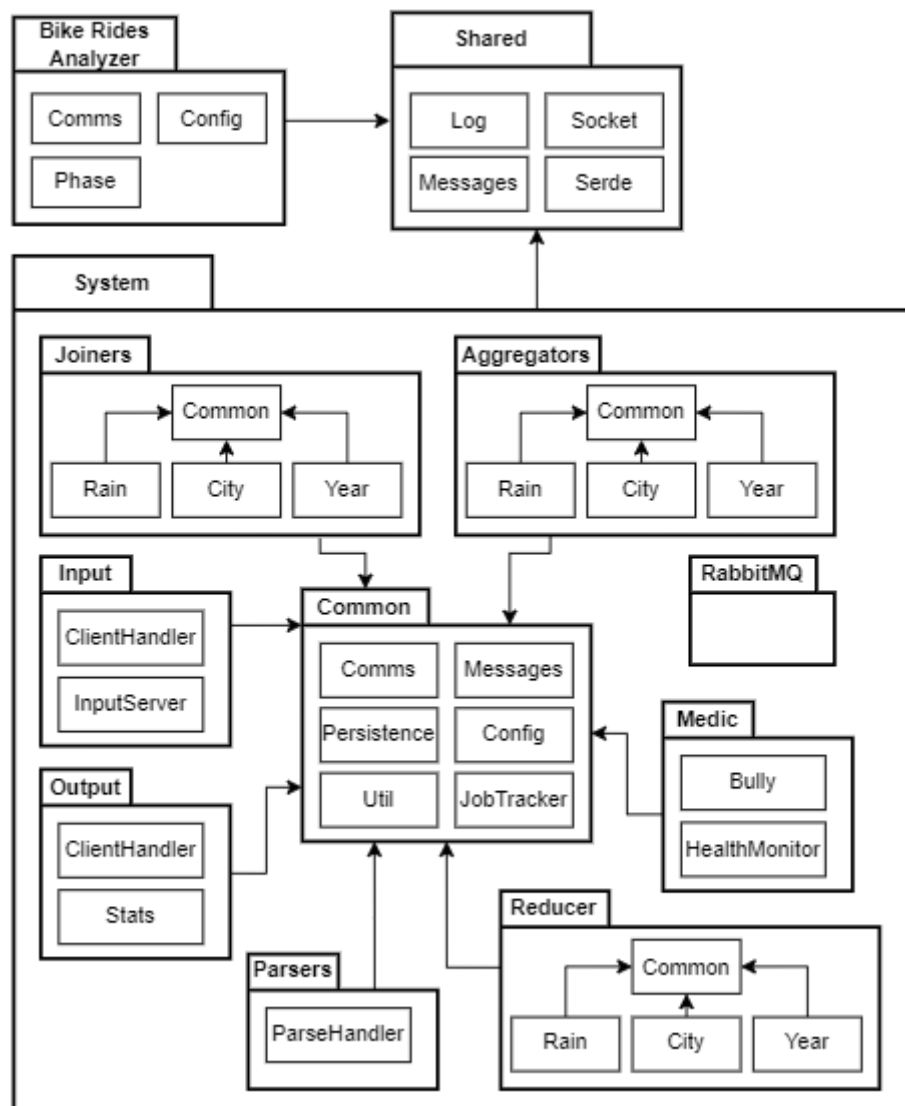 Bike Rides
Analyzer
Comms
Config
Phase
Shared
Log
Socket
Messages
Serde
System
Joiners
Common
Rain
City
Year
Aggregators
Common
Rain
City
Year
Input
ClientHandler
InputServer
Common
Comms
Messages
Persistence
Config
Util
JobTracker
RabbitMQ
Medic
Bully
HealthMonitor
Output
ClientHandler
Stats
Parsers
ParseHandler
Reducer
Common
Rain
City
Year